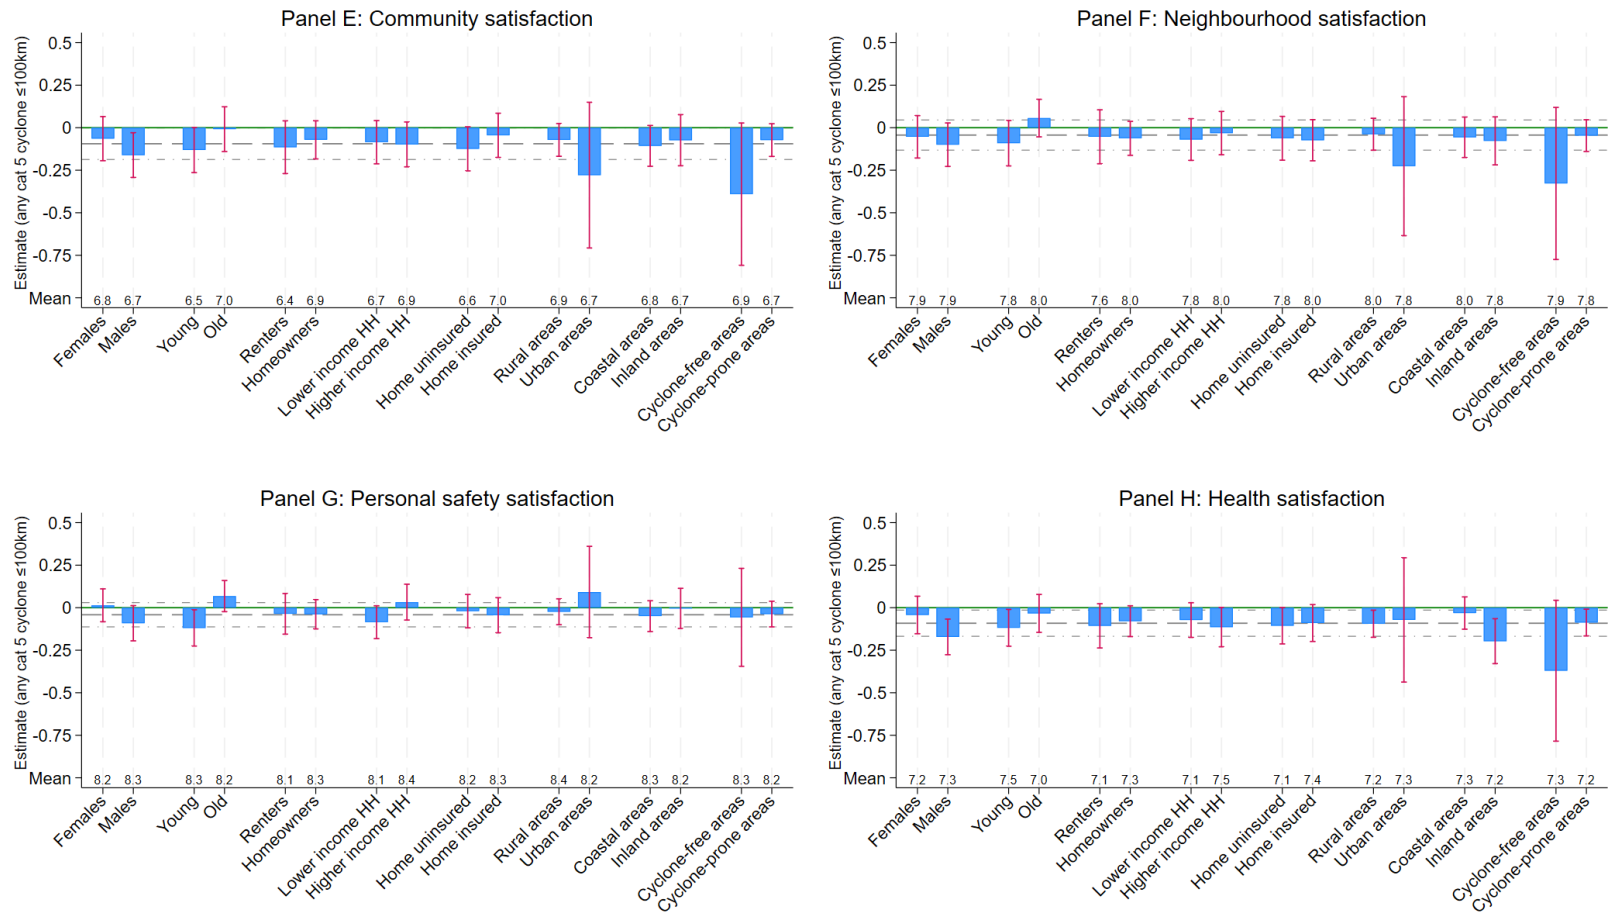 Panel E: Community satisfaction
Estimate (any cat 5 cyclone ≤100km)
0.5
0.25
0
-0.25
-0.5
-0.75
Mean
6.8 6.7 6.5 7.0 6.4 6.9 6.7 6.9 6.6 7.0 6.9 6.7 6.8 6.7 6.9 6.7
Females
Males
Young
Old
Renters
Homeowners
Lower income HH
Higher income HH
Home uninsured
Home insured
Rural areas
Urban areas
Coastal areas
Inland areas
Cyclone-free areas
Cyclone-prone areas
Panel F: Neighbourhood satisfaction
Estimate (any cat 5 cyclone ≤100km)
0.5
0.25
0
-0.25
-0.5
-0.75
Mean
7.9 7.9 7.8 8.0 7.6 8.0 7.8 8.0 7.8 8.0 8.0 7.8 8.0 7.8 7.9 7.8
Females
Males
Young
Old
Renters
Homeowners
Lower income HH
Higher income HH
Home uninsured
Home insured
Rural areas
Urban areas
Coastal areas
Inland areas
Cyclone-free areas
Cyclone-prone areas
Panel G: Personal safety satisfaction
Estimate (any cat 5 cyclone ≤100km)
0.5
0.25
0
-0.25
-0.5
-0.75
Mean
8.2 8.3 8.3 8.2 8.1 8.3 8.1 8.4 8.2 8.3 8.4 8.2 8.3 8.2 8.3 8.2
Females
Males
Young
Old
Renters
Homeowners
Lower income HH
Higher income HH
Home uninsured
Home insured
Rural areas
Urban areas
Coastal areas
Inland areas
Cyclone-free areas
Cyclone-prone areas
Panel H: Health satisfaction
Estimate (any cat 5 cyclone ≤100km)
0.5
0.25
0
-0.25
-0.5
-0.75
Mean
7.2 7.3 7.5 7.0 7.1 7.3 7.1 7.5 7.1 7.4 7.2 7.3 7.3 7.2 7.3 7.2
Females
Males
Young
Old
Renters
Homeowners
Lower income HH
Higher income HH
Home uninsured
Home insured
Rural areas
Urban areas
Coastal areas
Inland areas
Cyclone-free areas
Cyclone-prone areas